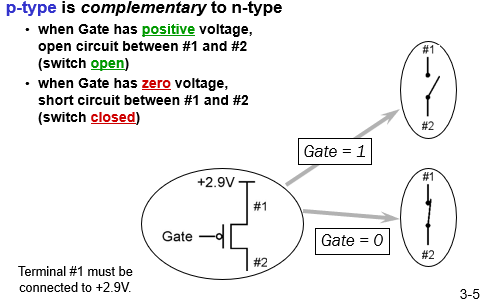 p-type is complementary to n-type
• when Gate has positive voltage,
open circuit between #1 and #2
(switch open)
• when Gate has zero voltage,
short circuit between #1 and #2
(switch closed)
#1
#2
Gate = 1
+2.9V
#1
Gate
#2
Gate = 0
#1
#2
Terminal #1 must be
connected to +2.9V.
3-5